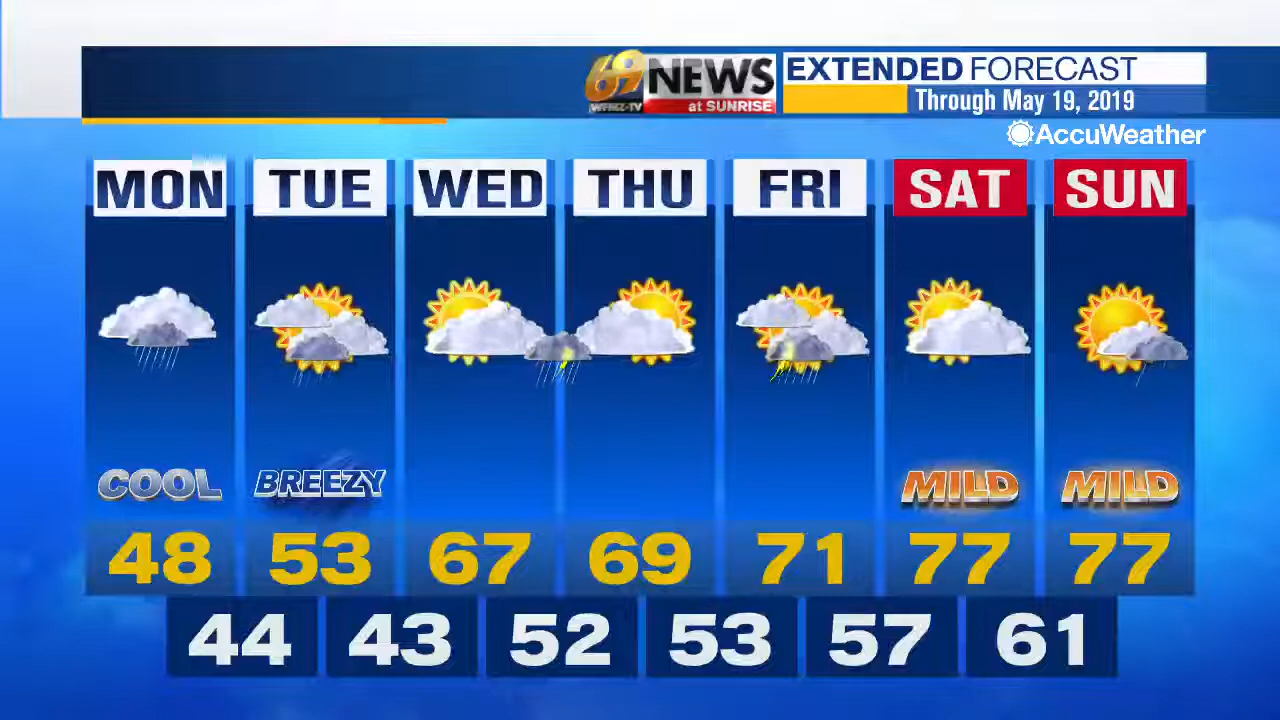 69 NEWS
WFMZ-TV
at SUNRISE
EXTENDED FORECAST
Through May 19, 2019
AccuWeather
MON TUE WED THU FRI SAT SUN
COOL BREEZY MILD MILD
48 53 67 69 71 77 77
44 43 52 53 57 61